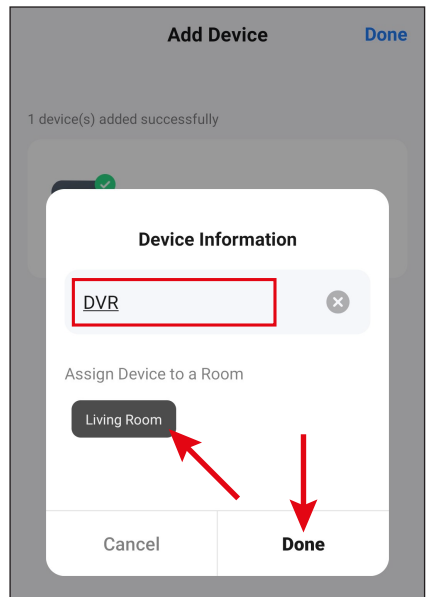 Add Device Done
1 device(s) added successfully
Device Information
DVR
Assign Device to a Room
Living Room
Cancel Done